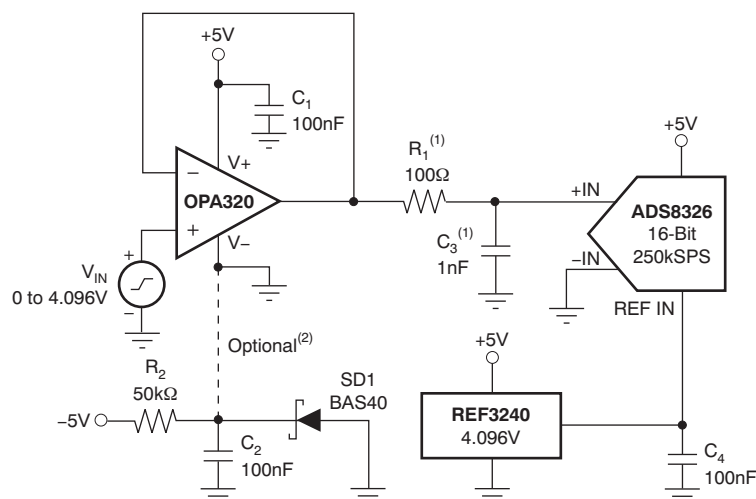 +5V
C1
100nF
V+
R1(1)
100Ω
+5V
−
OPA320
+IN
ADS8326
16-Bit
250kSPS
+
V−
C3(1)
1nF
−IN
+
VIN
0 to 4.096V
−
REF IN
Optional(2)
+5V
R2
50kΩ
SD1
BAS40
−5V
REF3240
4.096V
C2
100nF
C4
100nF